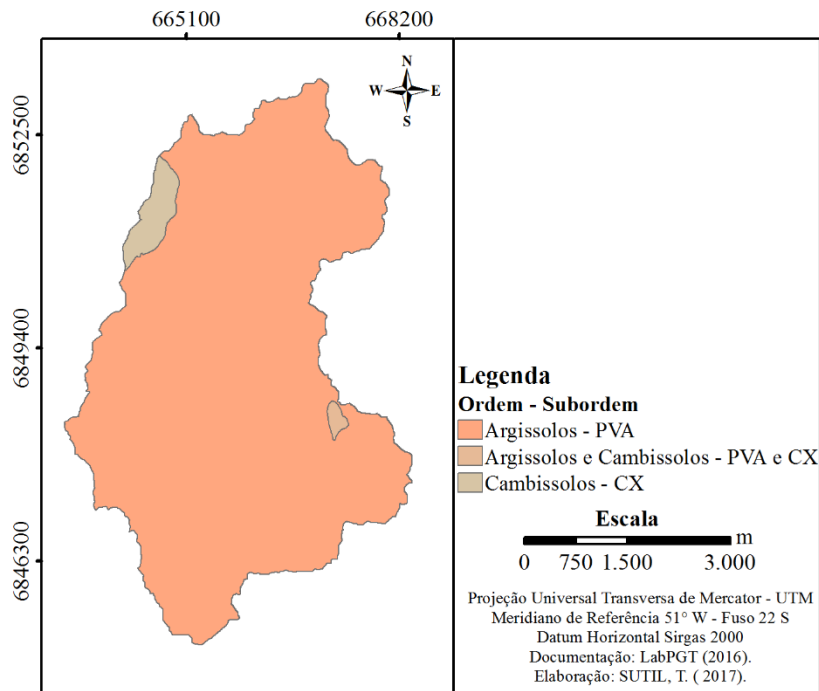 665100
668200
N
W
E
S
6852500
6849400
6846300
Legenda
Ordem - Subordem
Argissolos - PVA
Argissolos e Cambissolos - PVA e CX
Cambissolos - CX
Escala
m
0 750 1.500 3.000
Projeção Universal Transversa de Mercator - UTM
Meridiano de Referência 51° W - Fuso 22 S
Datum Horizontal Sirgas 2000
Documentação: LabPGT (2016).
Elaboração: SUTIL, T. ( 2017).